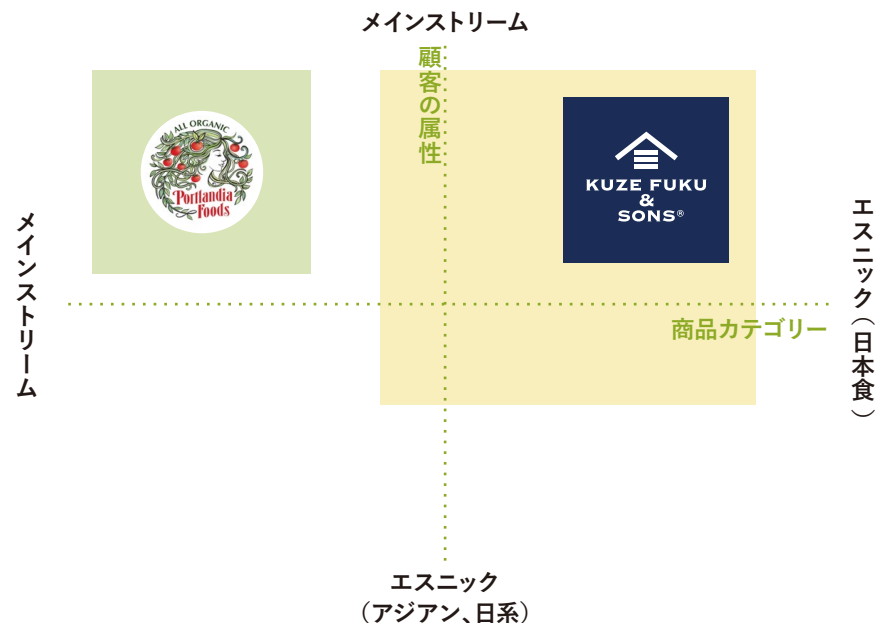 メインストリーム
顧客の属性
ALL ORGANIC
Portlandia
Foods
KUZE FUKU
&
SONS®
メインストリーム
エスニック（日本食）
商品カテゴリー
エスニック
（アジアン、日系）